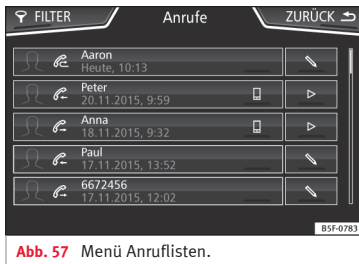 FILTER Anrufe ZURÜCK
Aaron
Heute, 10:13
Peter
20.11.2015, 9:59
Anna
18.11.2015, 9:32
Paul
17.11.2015, 13:52
6672456
17.11.2015, 12:02
B5F-0783
Abb. 57 Menü Anruflisten.